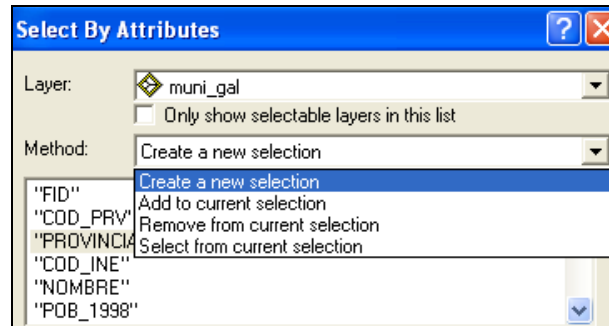 Select By Attributes
Layer: muni_gal
Only show selectable layers in this list
Method: Create a new selection
Create a new selection
Add to current selection
Remove from current selection
Select from current selection
"FID"
"COD_PRV"
"PROVINCIA
"COD_INE"
"NOMBRE"
"POB_1998"